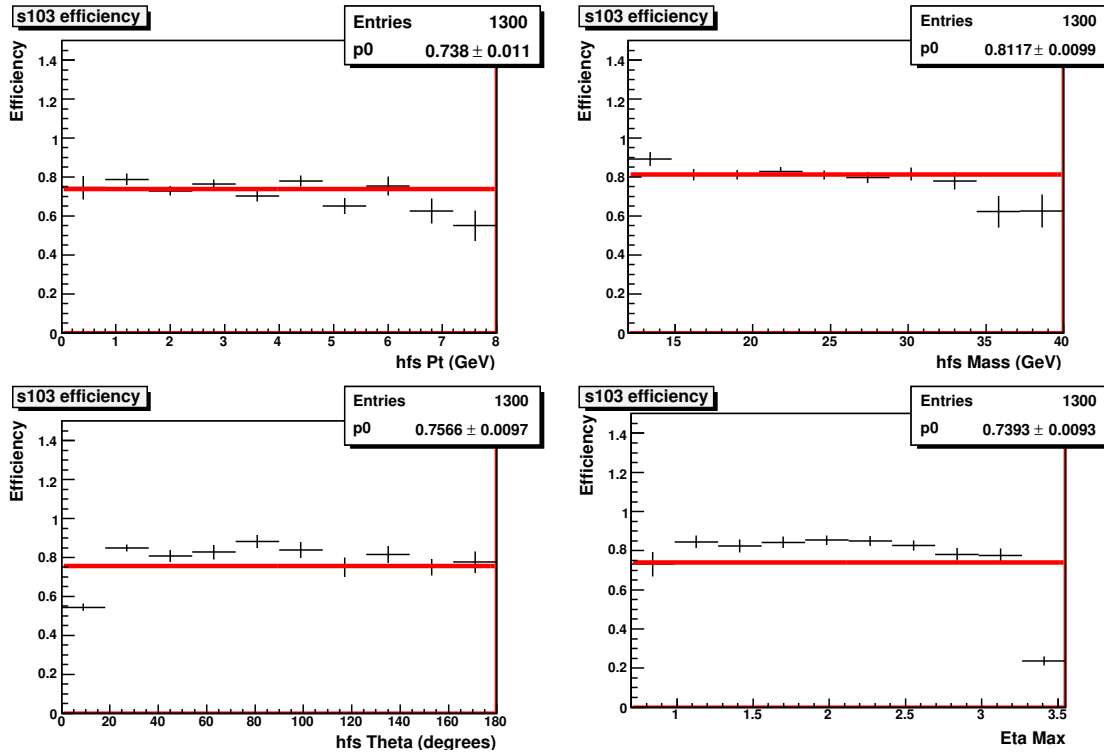 s103 efficiency
Entries 1300
p0 0.738 ± 0.011
Efficiency
1.4
1.2
1
0.8
0.6
0.4
0.2
0
0 1 2 3 4 5 6 7 8
hfs Pt (GeV)
s103 efficiency
Entries 1300
p0 0.8117 ± 0.0099
Efficiency
1.4
1.2
1
0.8
0.6
0.4
0.2
0
15 20 25 30 35 40
hfs Mass (GeV)
s103 efficiency
Entries 1300
p0 0.7566 ± 0.0097
Efficiency
1.4
1.2
1
0.8
0.6
0.4
0.2
0
0 20 40 60 80 100 120 140 160 180
hfs Theta (degrees)
s103 efficiency
Entries 1300
p0 0.7393 ± 0.0093
Efficiency
1.4
1.2
1
0.8
0.6
0.4
0.2
0
1 1.5 2 2.5 3 3.5
Eta Max